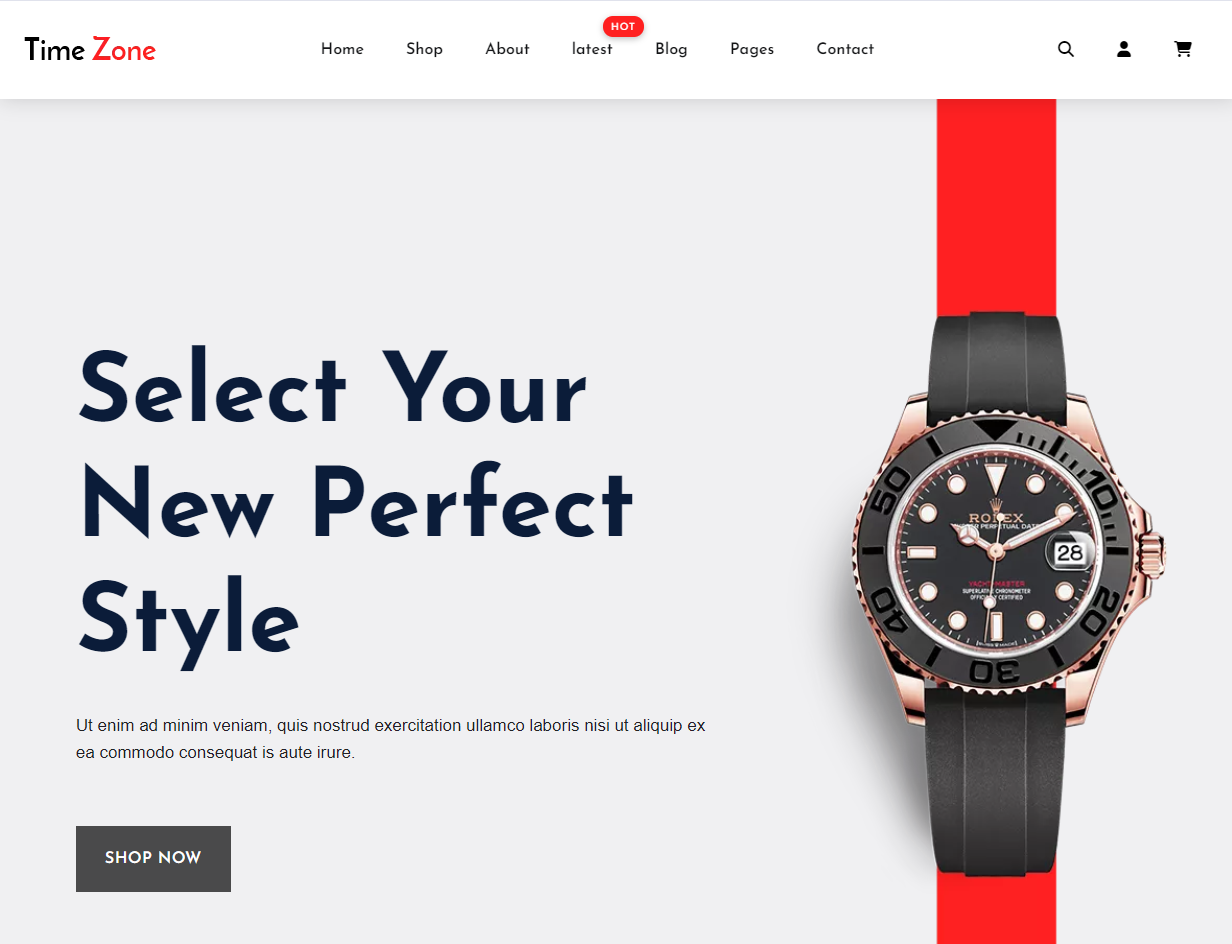 HOT
Time Zone
Home
Shop
About
latest
Blog
Pages
Contact
Select Your
New Perfect
Style
10
50
ROLEX
PERPETUAL DATE
28
YACHT-MASTER
SUPERLATIVE CHRONOMETER
OFFICIALLY CERTIFIED
20
40
30
Ut enim ad minim veniam, quis nostrud exercitation ullamco laboris nisi ut aliquip ex
ea commodo consequat is aute irure.
SHOP NOW